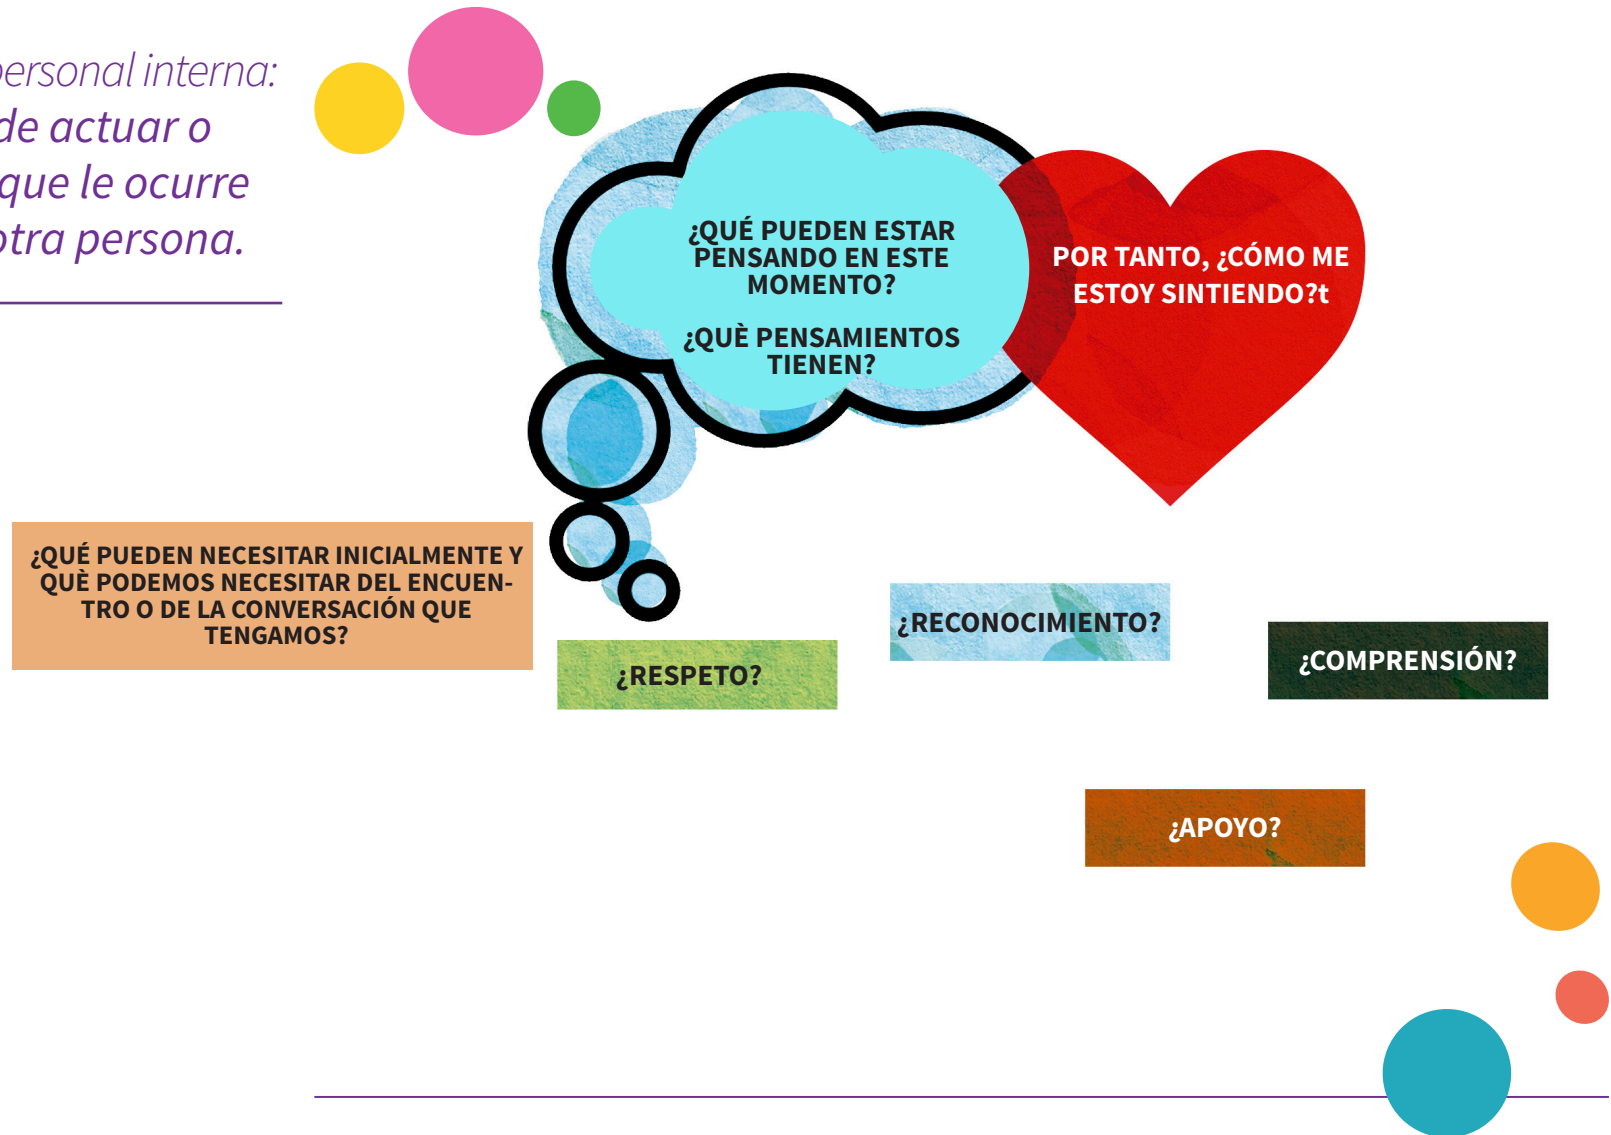 personal interna:
de actuar o
que le ocurre
otra persona.
¿QUÉ PUEDEN ESTAR
PENSANDO EN ESTE
MOMENTO?
¿QUÈ PENSAMIENTOS
TIENEN?
POR TANTO, ¿CÓMO ME
ESTOY SINTIENDO?t
¿QUÉ PUEDEN NECESITAR INICIALMENTE Y
QUÈ PODEMOS NECESITAR DEL ENCUEN-
TRO O DE LA CONVERSACIÓN QUE
TENGAMOS?
¿RESPETO?
¿RECONOCIMIENTO?
¿COMPRENSIÓN?
¿APOYO?